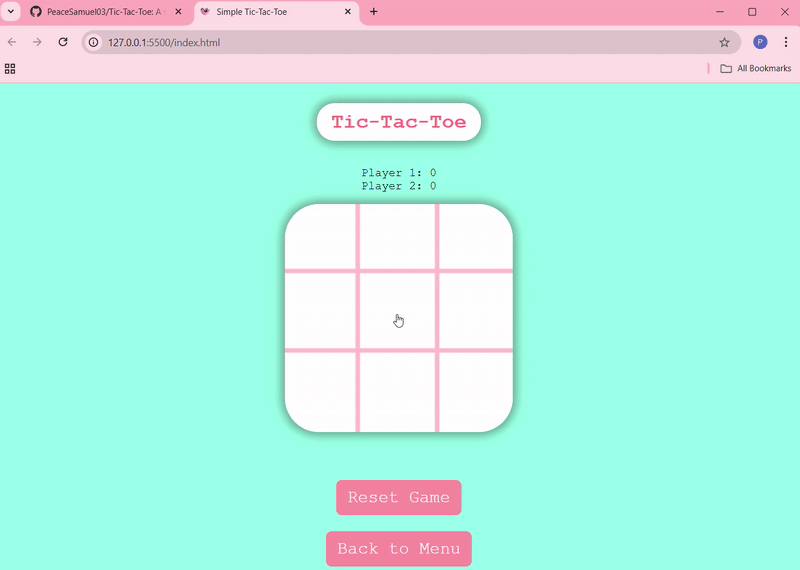 PeaceSamuel03/Tic-Tac-Toe: A
Simple Tic-Tac-Toe
127.0.0.1:5500/index.html
P
All Bookmarks
Tic-Tac-Toe
Player 1: 0
Player 2: 0
Reset Game
Back to Menu